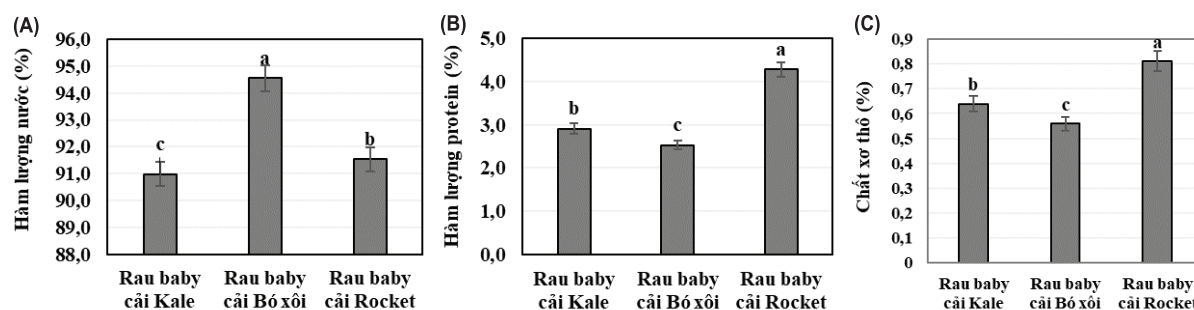 (A)
Hàm lượng nước (%)
96,0
95,0
94,0
93,0
92,0
91,0
90,0
89,0
88,0
c
a
b
Rau baby
cải Kale
Rau baby
cải Bó xôi
Rau baby
cải Rocket
(B)
Hàm lượng protein (%)
5,0
4,0
3,0
2,0
1,0
0,0
b
c
a
Rau baby
cải Kale
Rau baby
cải Bó xôi
Rau baby
cải Rocket
(C)
Chất xơ thô (%)
0,9
0,8
0,7
0,6
0,5
0,4
0,3
0,2
0,1
0
b
c
a
Rau baby
cải Kale
Rau baby
cải Bó xôi
Rau baby
cải Rocket